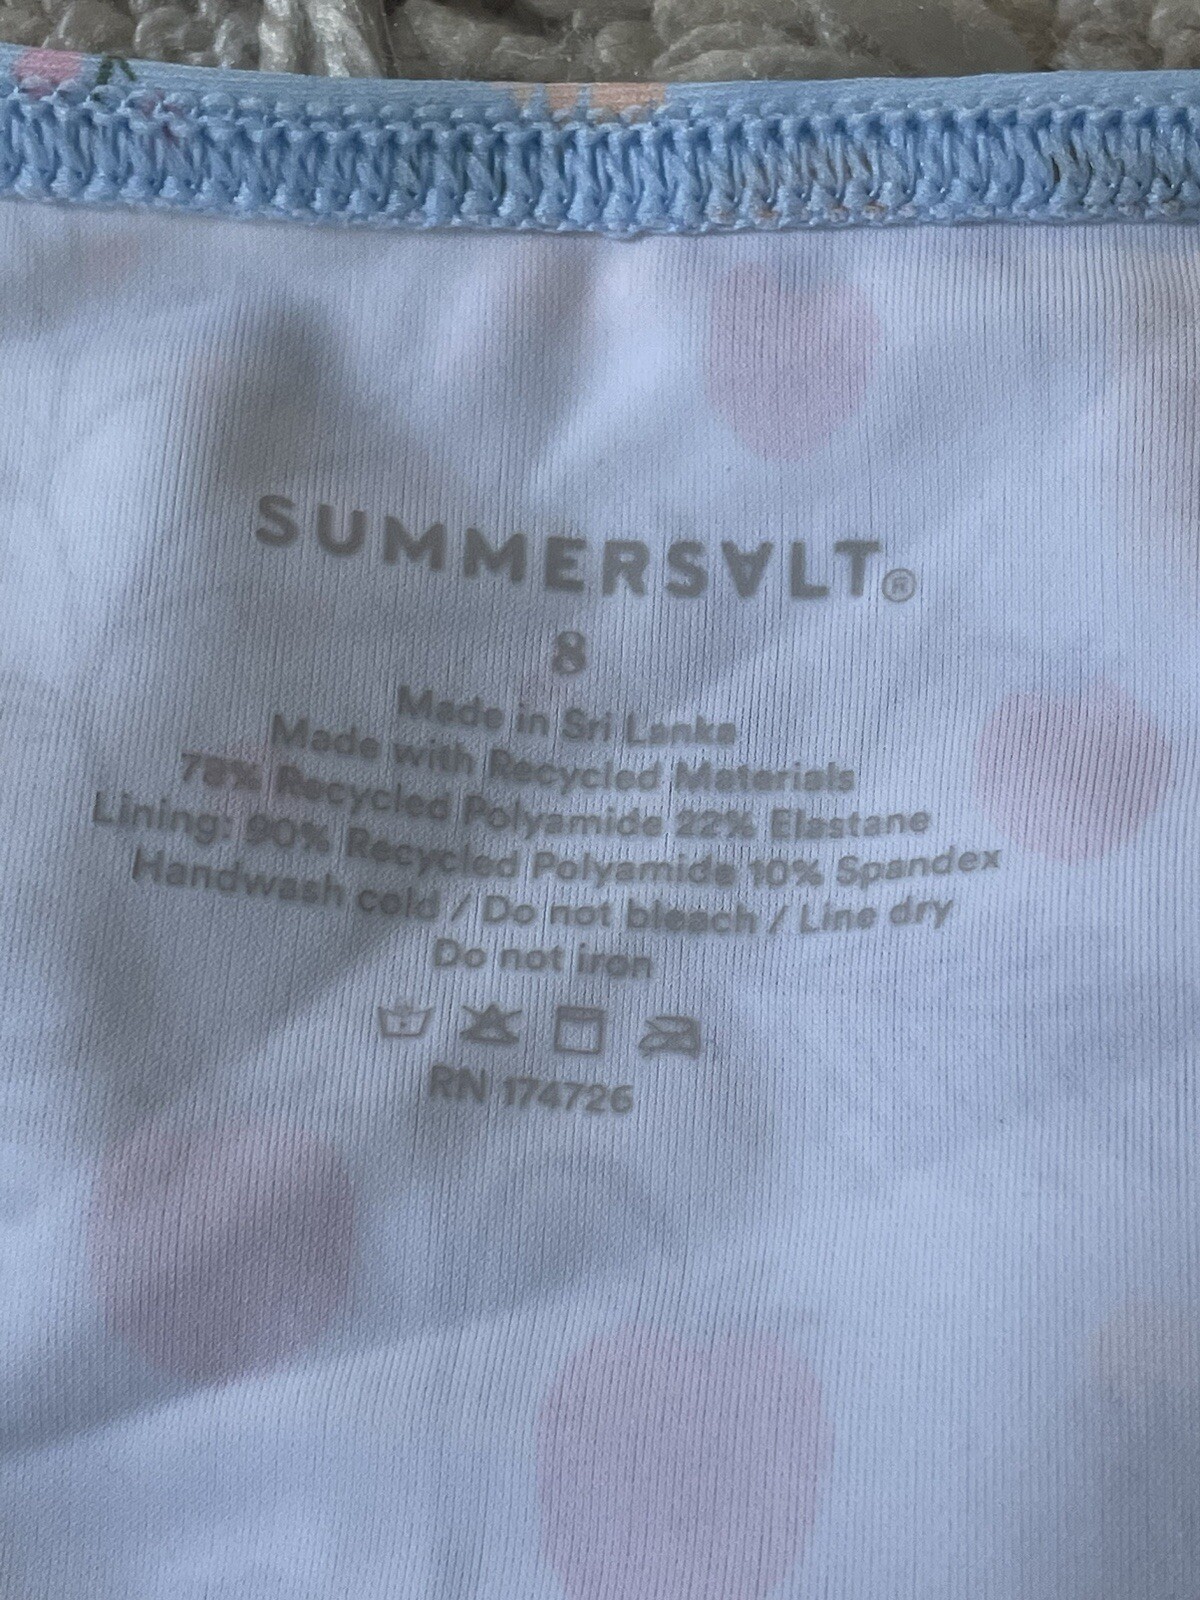 SUMMERSALT®
8
Made in Sri Lanka
Made with Recycled Materials
78% Recycled Polyamide 22% Elastane
Lining: 90% Recycled Polyamide 10% Spandex
Handwash cold / Do not bleach / Line dry
Do not iron
RN 174726